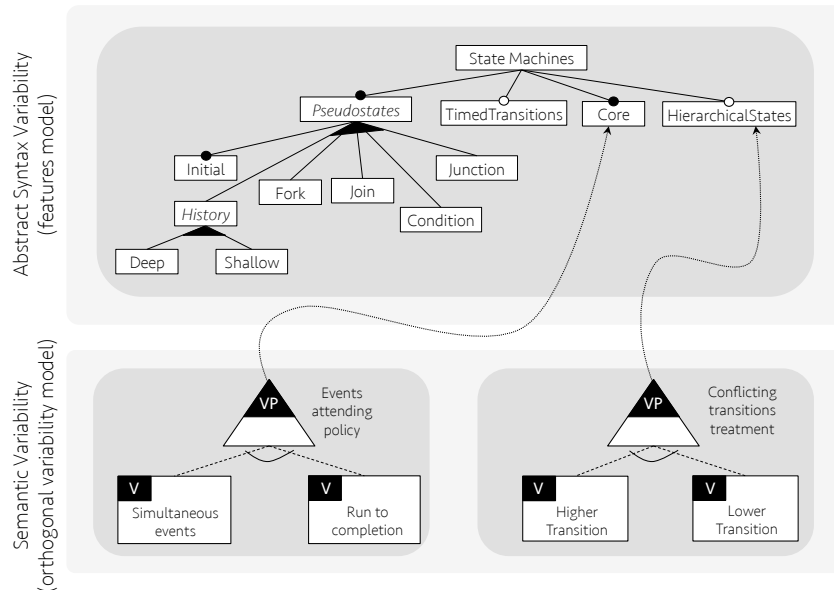 Abstract Syntax Variability
(features model)
State Machines
Pseudostates
TimedTransitions
Core
HierarchicalStates
Initial
Fork
Join
Junction
History
Condition
Deep
Shallow
Semantic Variability
(orthogonal variability model)
VP
Events
attending
policy
V
Simultaneous
events
V
Run to
completion
VP
Conflicting
transitions
treatment
V
Higher
Transition
V
Lower
Transition